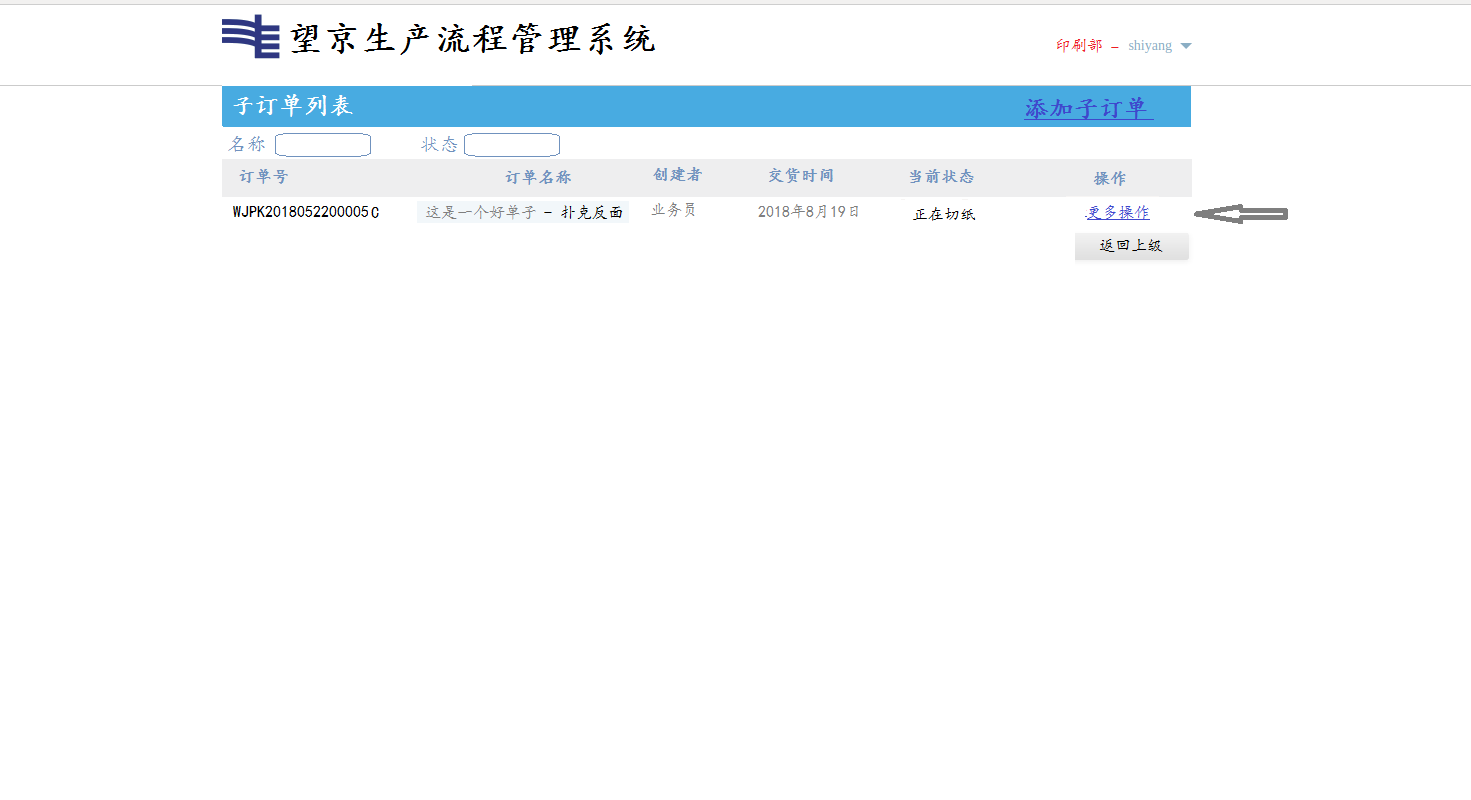 望京生产流程管理系统
印刷部 – shiyang
子订单列表 添加子订单
名称 状态
订单号 订单名称 创建者 交货时间 当前状态 操作
WJPK2018052200005C 这是一个好单子 - 扑克反面 业务员 2018年8月19日 正在切纸 更多操作
返回上级